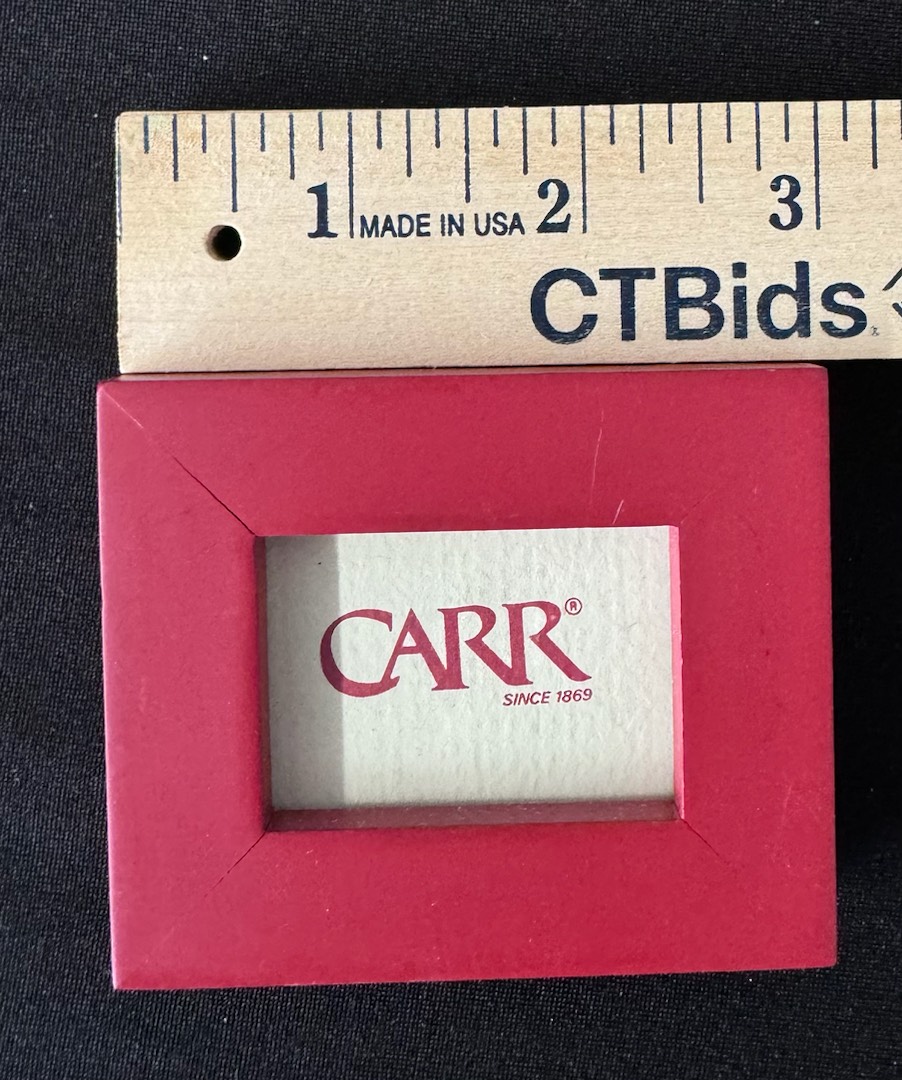 1 MADE IN USA 2 3
CTBids
CARR®
SINCE 1869